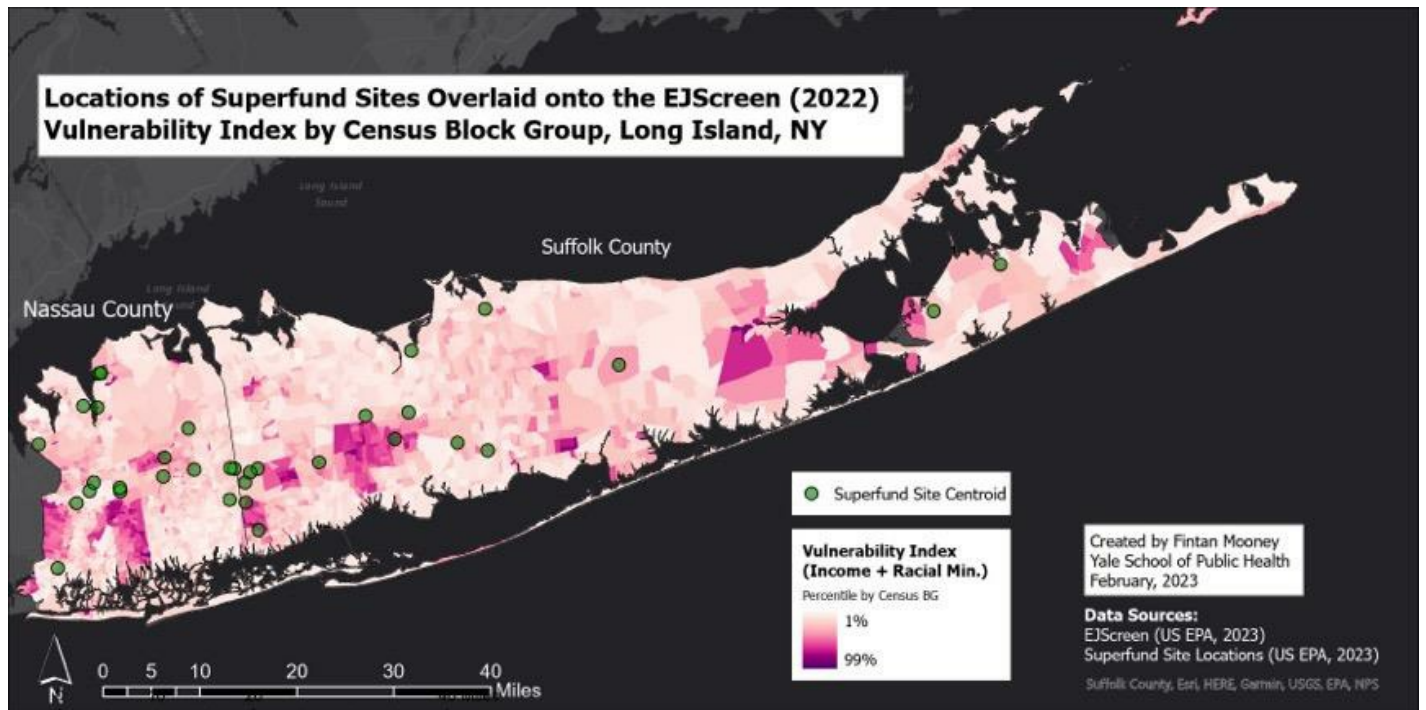 Locations of Superfund Sites Overlaid onto the EJScreen (2022)
Vulnerability Index by Census Block Group, Long Island, NY
Long Island
Sound
Suffolk County
Long Island
Nassau County
Superfund Site Centroid
Vulnerability Index
(Income + Racial Min.)
Percentile by Census BG
1%
99%
Created by Fintan Mooney
Yale School of Public Health
February, 2023
Data Sources:
EJScreen (US EPA, 2023)
Superfund Site Locations (US EPA, 2023)
Suffolk County, Esri, HERE, Garmin, USGS, EPA, NPS
N
0 5 10 20 30 40
Miles